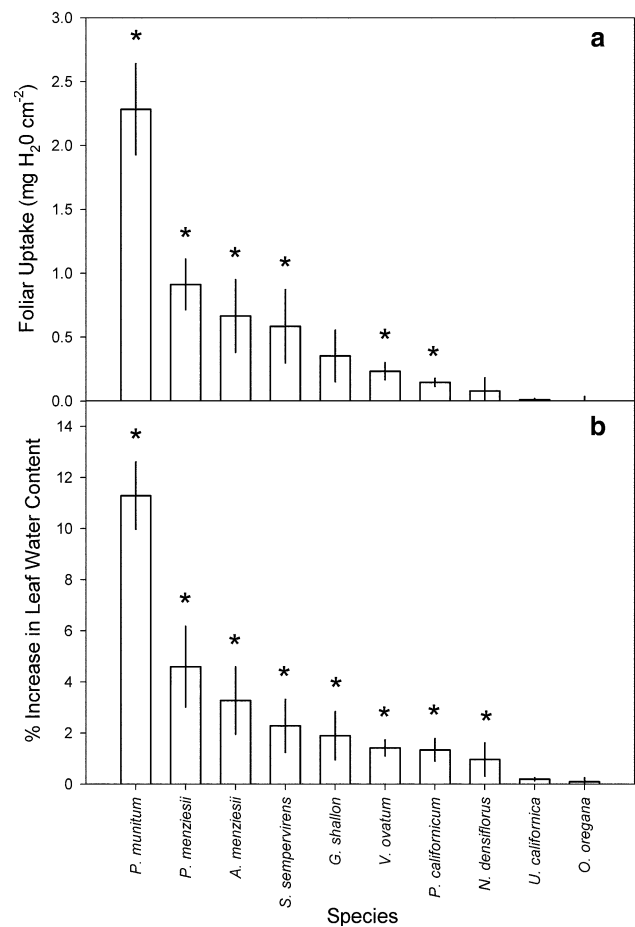 a
3.0
2.5
2.0
1.5
1.0
0.5
0.0
Foliar Uptake (mg H₂0 cm⁻²)
*
*
*
*
*
*
b
14
12
10
8
6
4
2
0
% Increase in Leaf Water Content
*
*
*
*
*
*
*
*
P. munitum
P. menziesii
A. menziesii
S. sempervirens
G. shallon
V. ovatum
P. californicum
N. densiflorus
U. californica
O. oregana
Species